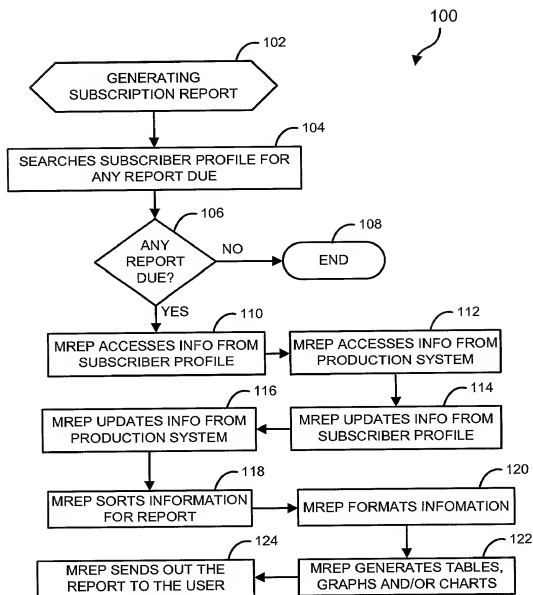 100
102
GENERATING
SUBSCRIPTION REPORT
104
SEARCHES SUBSCRIBER PROFILE FOR
ANY REPORT DUE
106
ANY
REPORT
DUE?
NO
108
END
YES
110
MREP ACCESSES INFO FROM
SUBSCRIBER PROFILE
112
MREP ACCESSES INFO FROM
PRODUCTION SYSTEM
114
MREP UPDATES INFO FROM
SUBSCRIBER PROFILE
116
MREP UPDATES INFO FROM
PRODUCTION SYSTEM
118
MREP SORTS INFORMATION
FOR REPORT
120
MREP FORMATS INFOMATION
122
MREP GENERATES TABLES,
GRAPHS AND/OR CHARTS
124
MREP SENDS OUT THE
REPORT TO THE USER